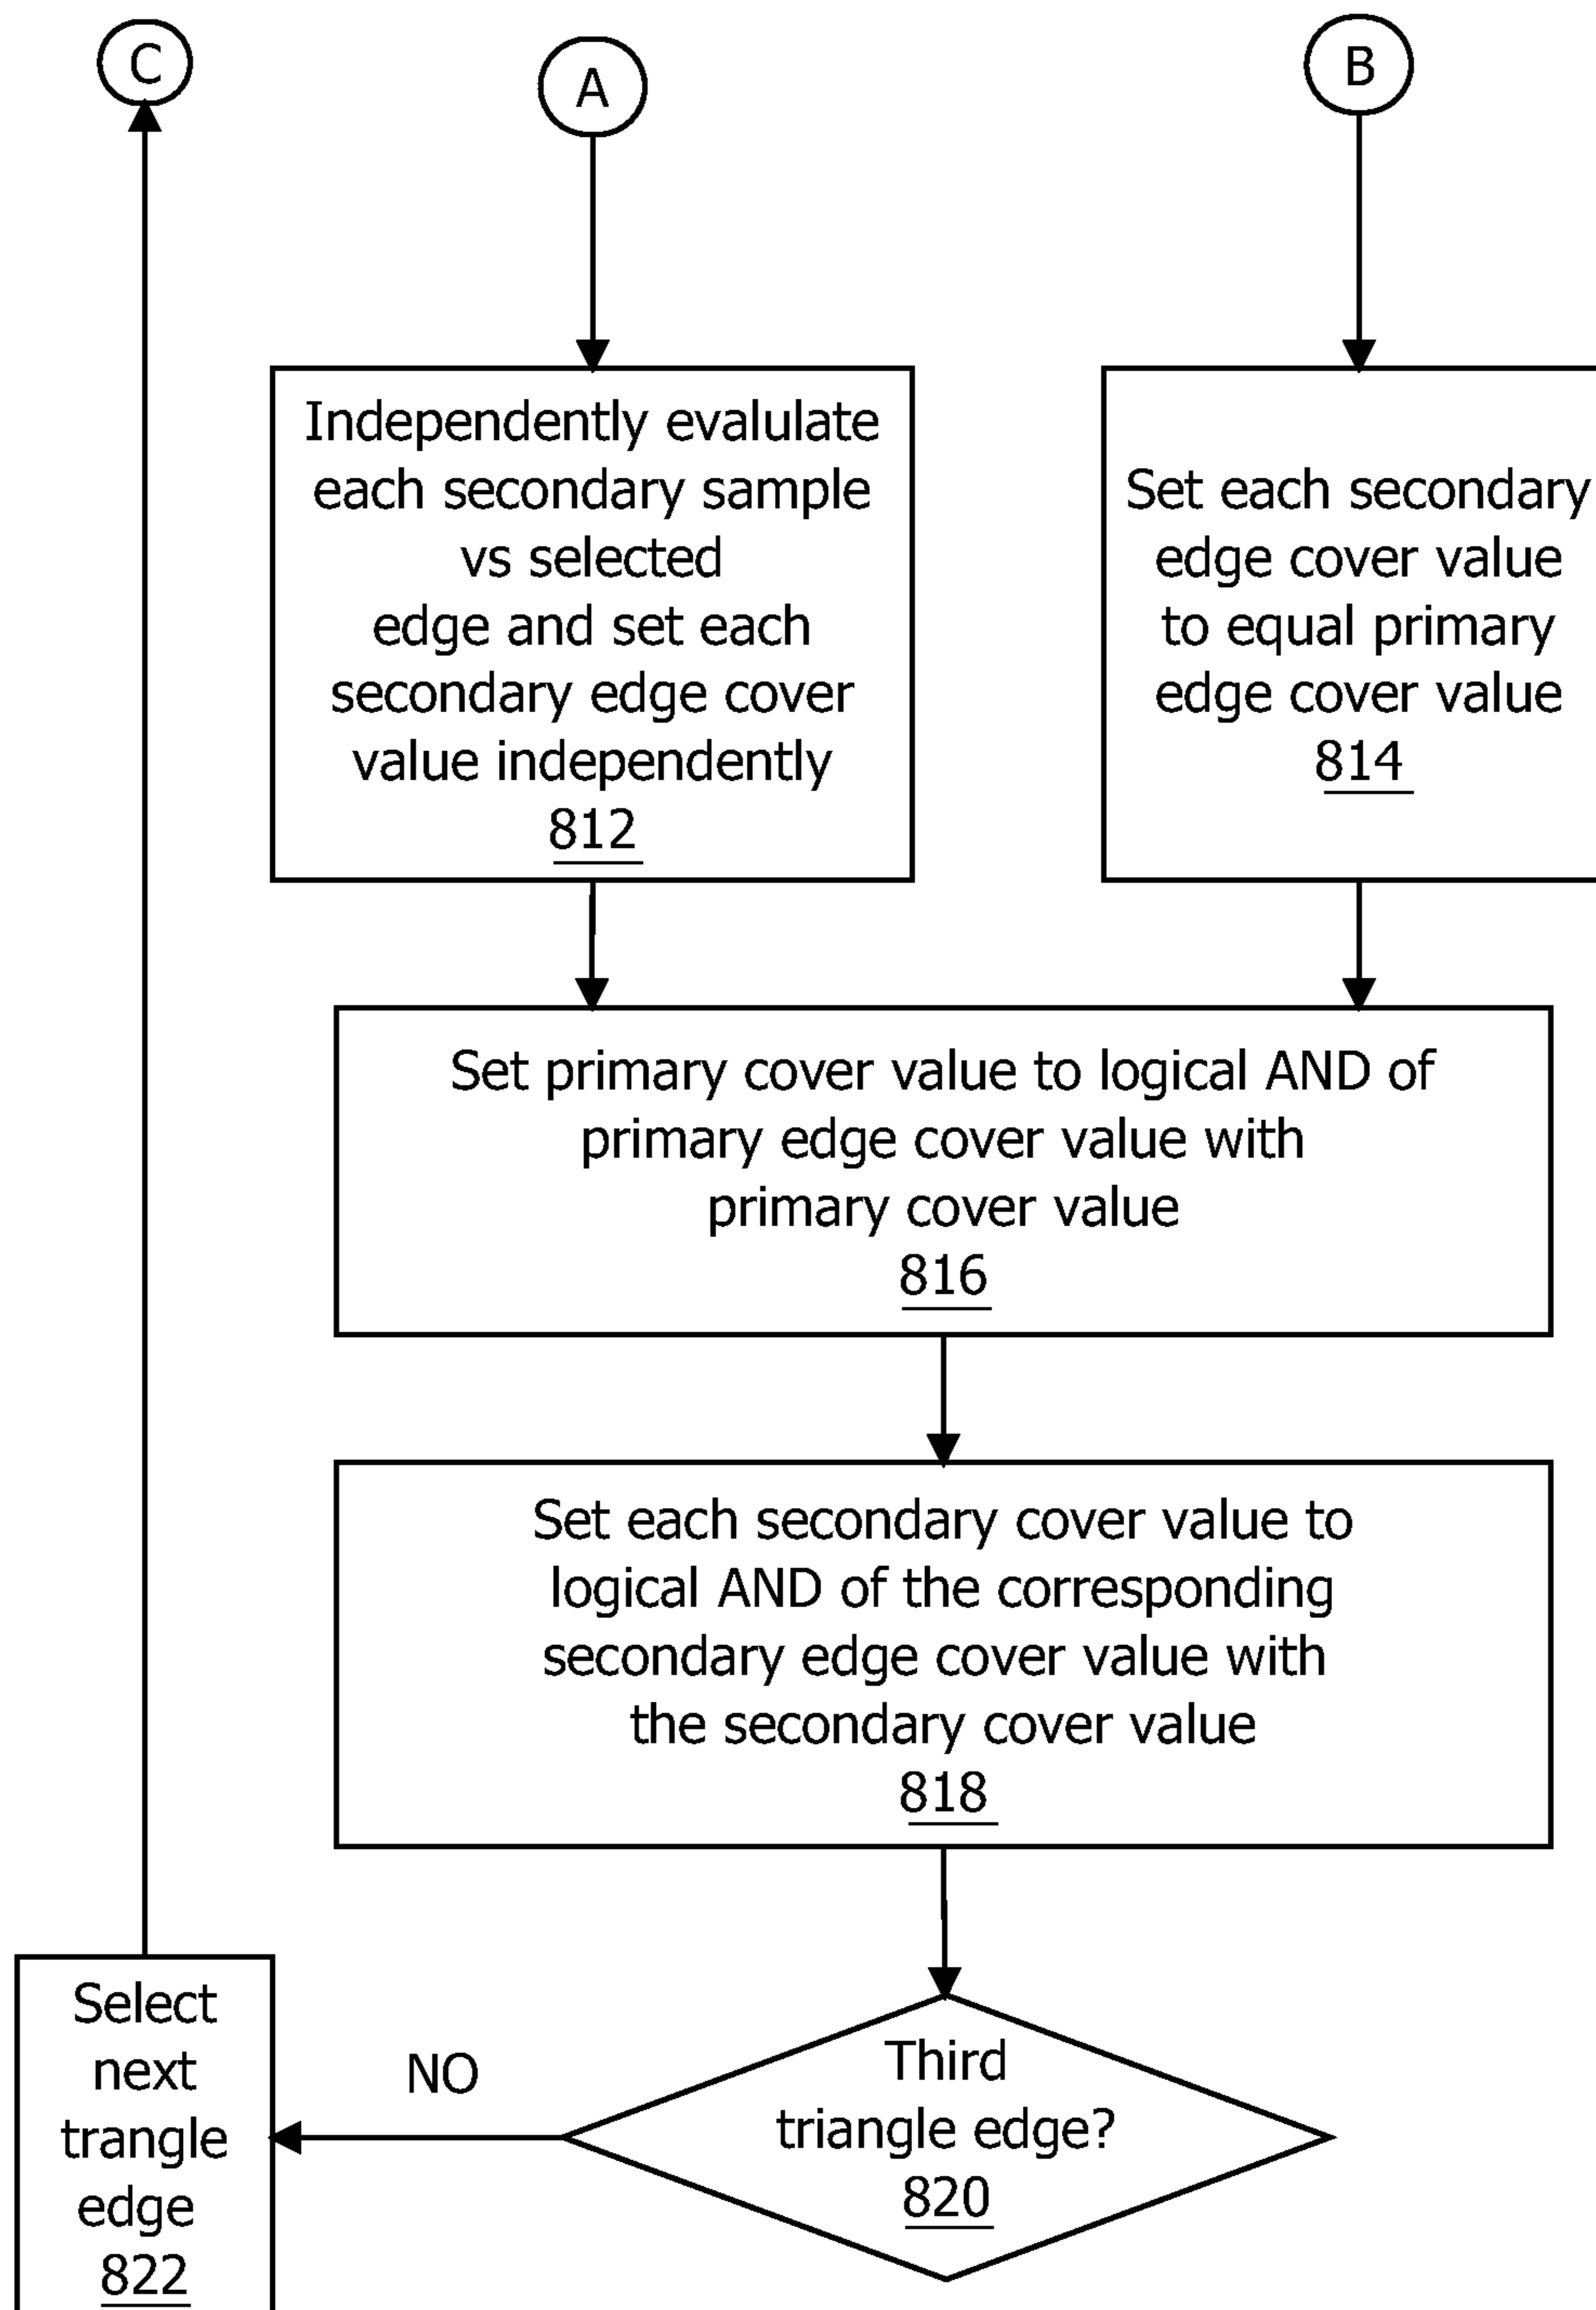 C
A
B
Independently evalulate
each secondary sample
vs selected
edge and set each
secondary edge cover
value independently
812
Set each secondary
edge cover value
to equal primary
edge cover value
814
Set primary cover value to logical AND of
primary edge cover value with
primary cover value
816
Set each secondary cover value to
logical AND of the corresponding
secondary edge cover value with
the secondary cover value
818
Third
triangle edge?
820
NO
Select
next
trangle
edge
822